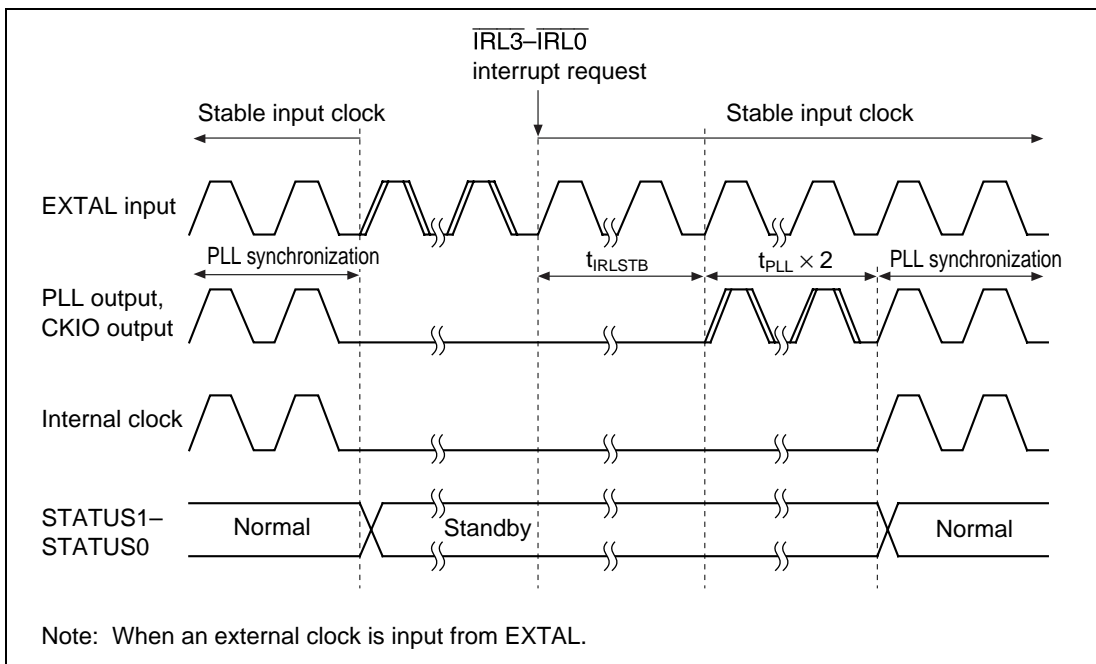 IRL3–IRL0
interrupt request
Stable input clock
Stable input clock
EXTAL input
PLL synchronization
tIRLSTB
tPLL × 2
PLL synchronization
PLL output,
CKIO output
Internal clock
STATUS1–
STATUS0
Normal
Standby
Normal
Note: When an external clock is input from EXTAL.